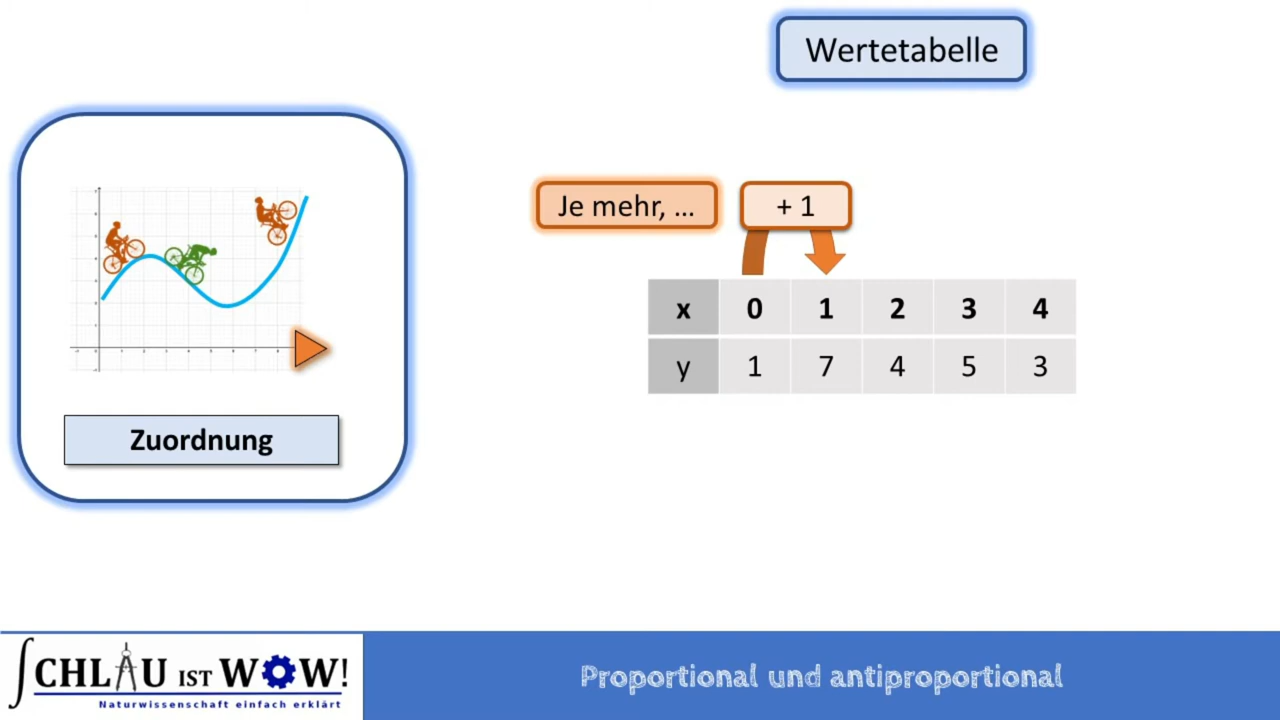 Wertetabelle
Je mehr, ...
+ 1
x 0 1 2 3 4
y 1 7 4 5 3
Zuordnung
SCHLAU IST WOW!
Naturwissenschaft einfach erklärt
Proportional und antiproportional